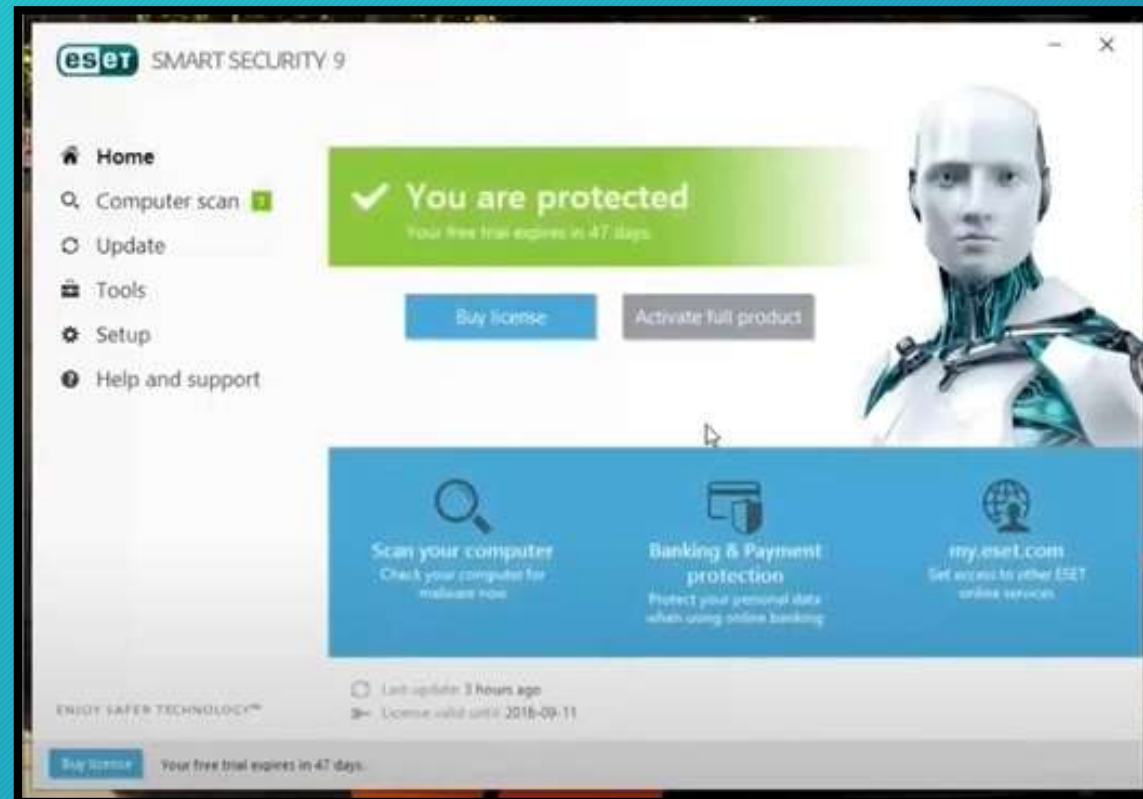 eset SMART SECURITY 9
Home
Computer scan 1
Update
Tools
Setup
Help and support
You are protected
Your free trial expires in 47 days.
Buy license
Activate full product
Scan your computer
Check your computer for
malware now
Banking & Payment
protection
Protect your personal data
when using online banking
my.eset.com
Get access to other ESET
online services
Last update: 3 hours ago
License valid until: 2016-09-11
ENJOY SAFER TECHNOLOGY™
Buy license
Your free trial expires in 47 days.